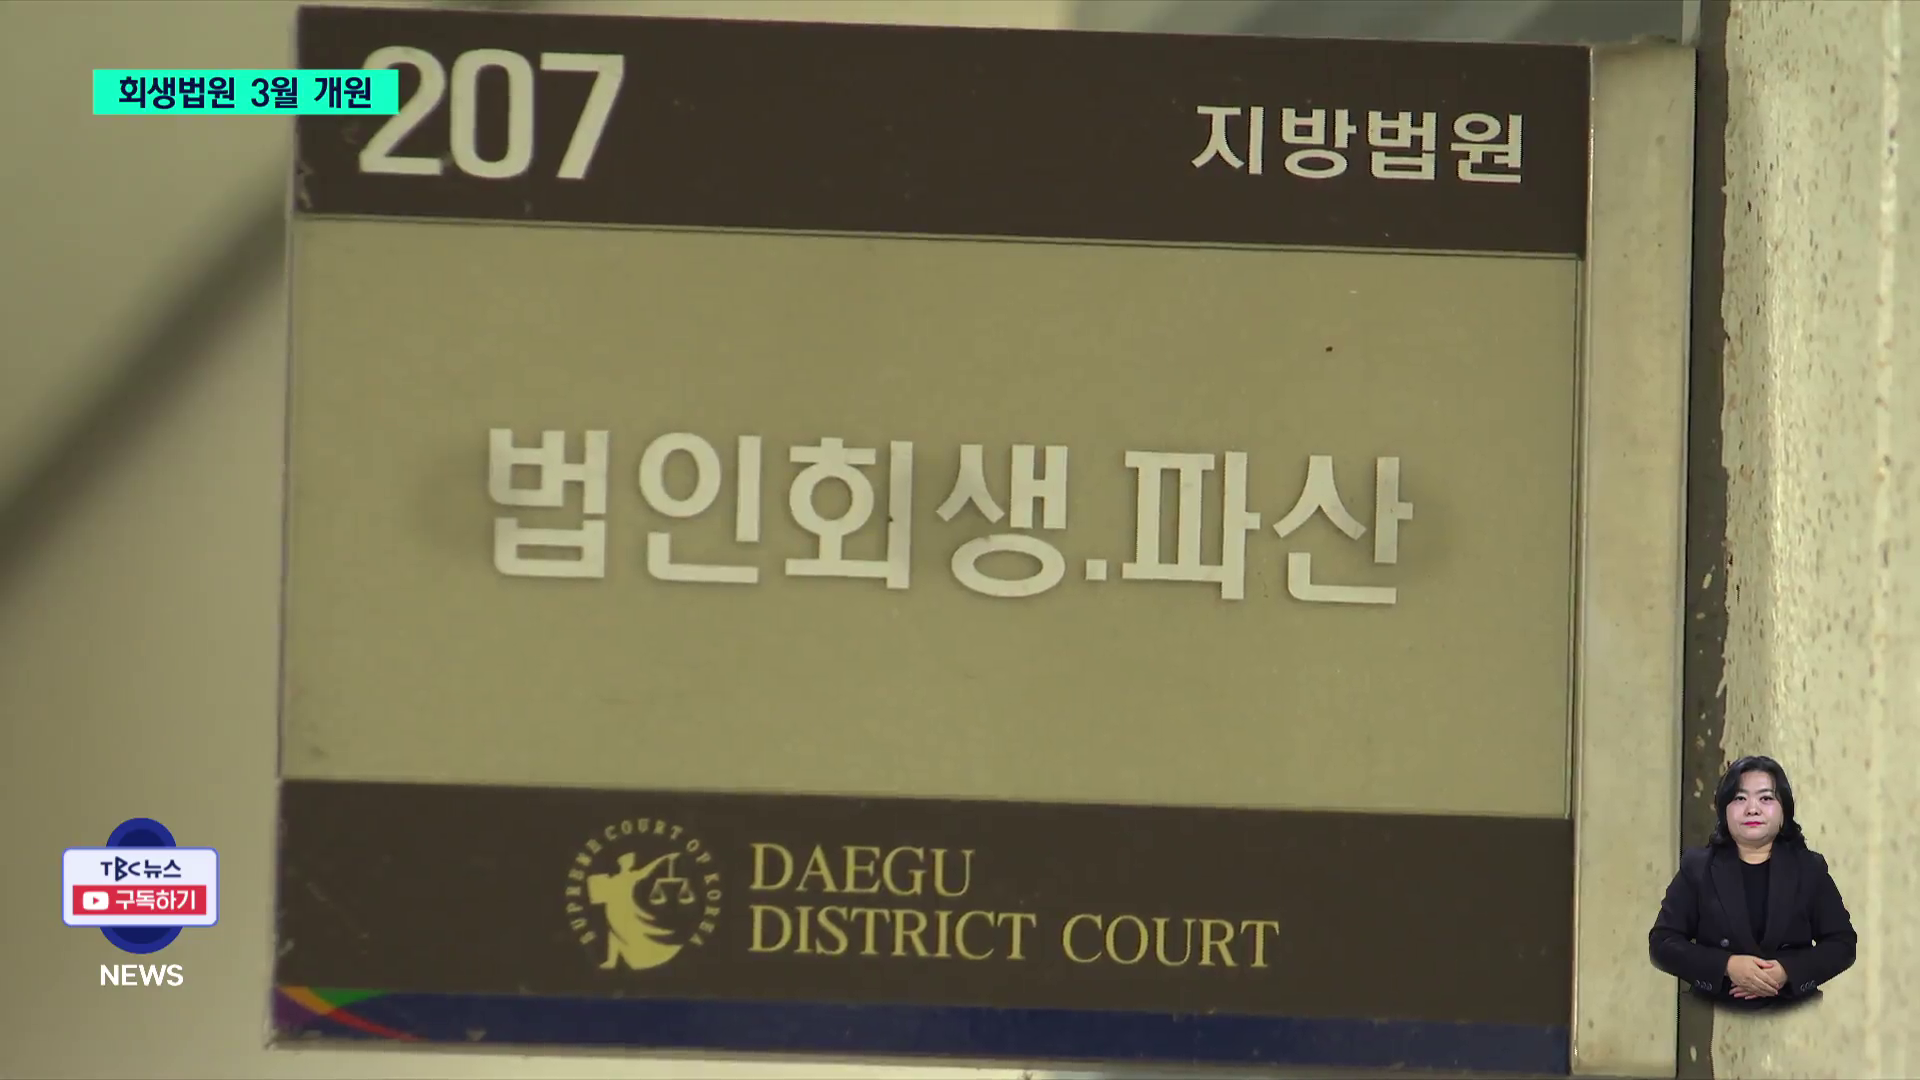 회생법원 3월 개원
207
지방법원
법인회생.파산
SUPREME COURT OF KOREA
DAEGU
DISTRICT COURT
TBC뉴스
구독하기
NEWS